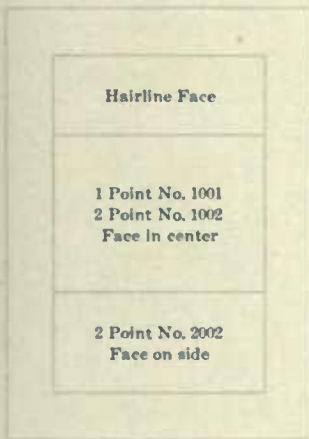 Hairline Face
1 Point No. 1001
2 Point No. 1002
Face in center
2 Point No. 2002
Face on side